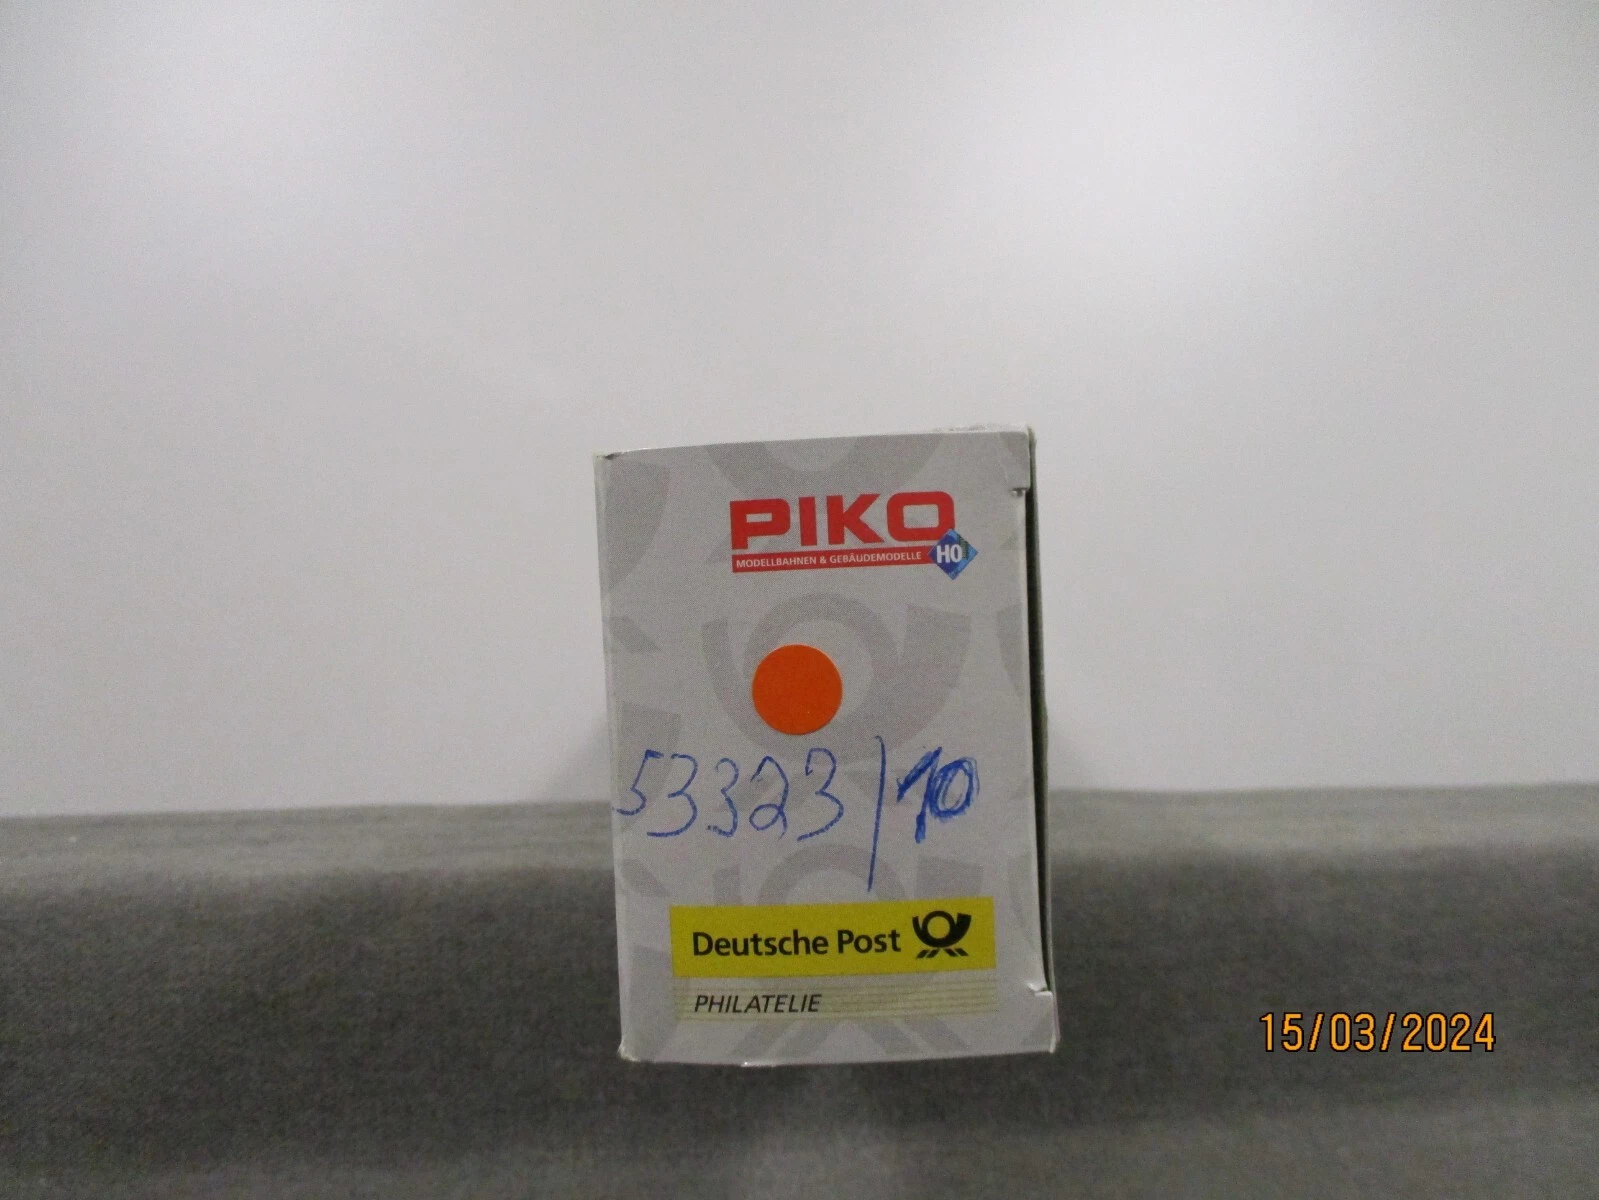 PIKO
MODELLBAHNEN & GEBÄUDEMODELLE H0
53323/10
Deutsche Post
PHILATELIE
15/03/2024